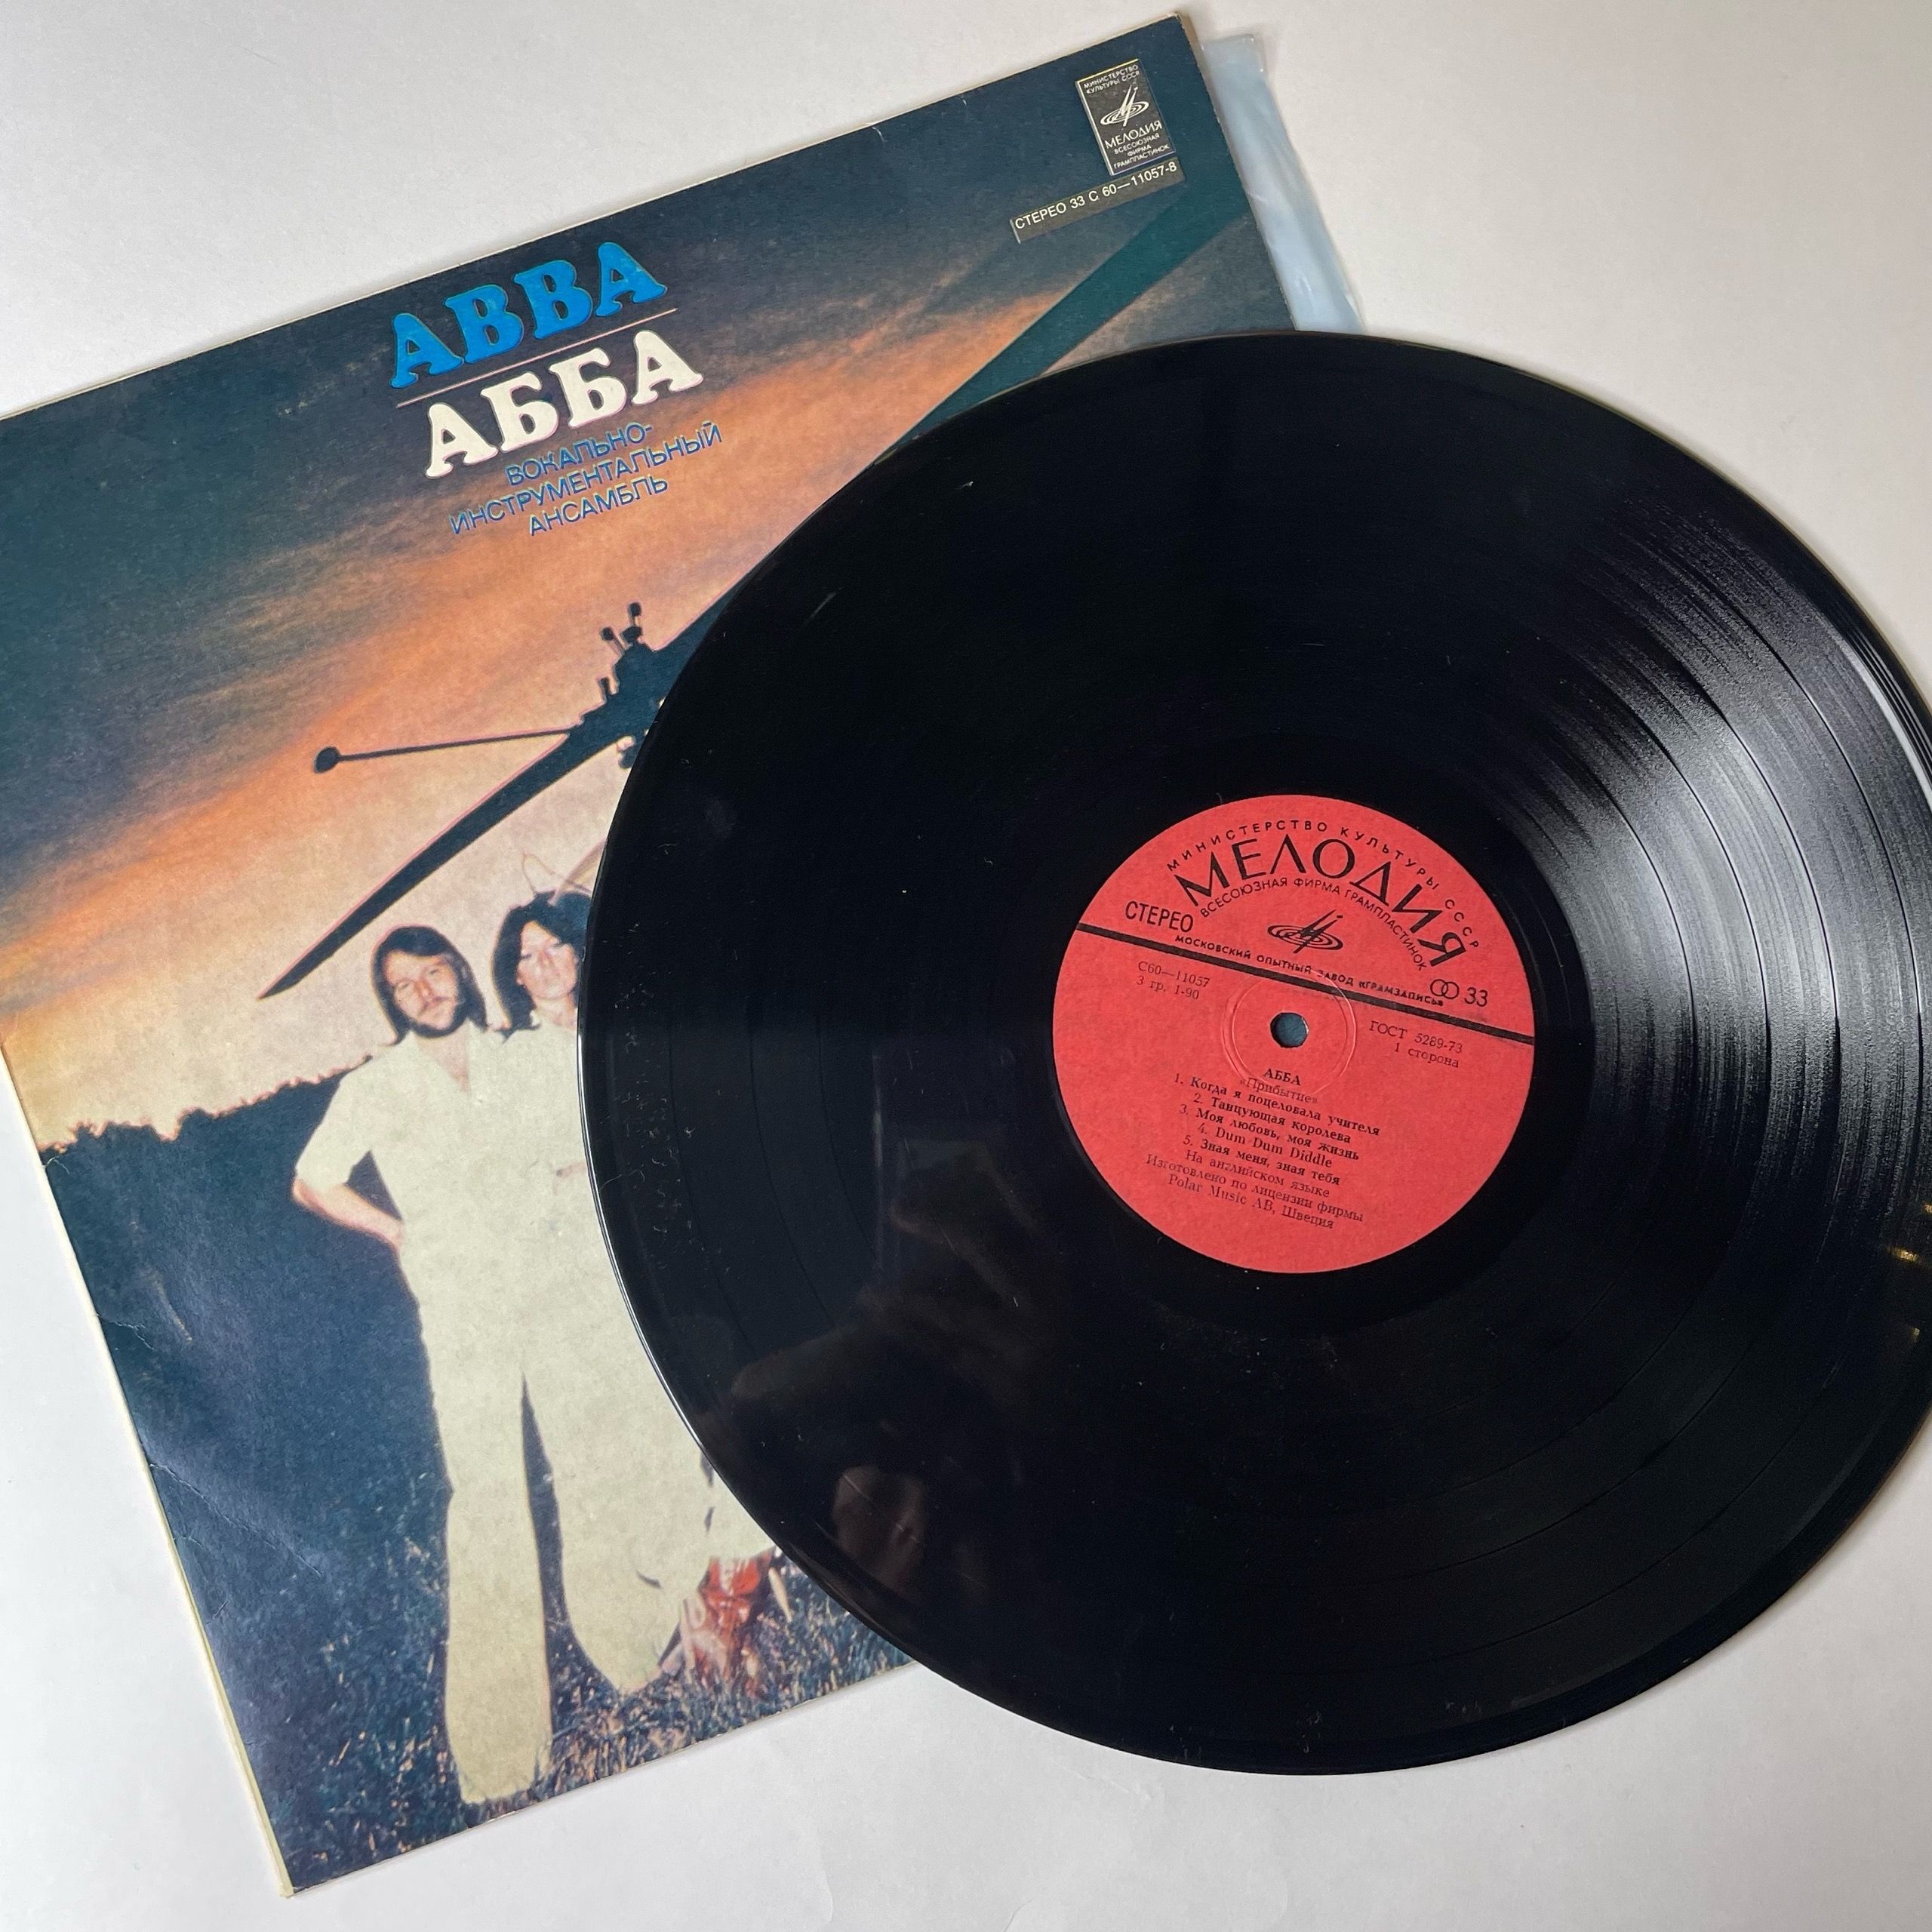 МИНИСТЕРСТВО
КУЛЬТУРЫ СССР
МЕЛОДИЯ
ВСЕСОЮЗНАЯ
ФИРМА
ГРАМПЛАСТИНОК
СТЕРЕО 33 С 60—11057-8
ABBA
АББА
ВОКАЛЬНО-
ИНСТРУМЕНТАЛЬНЫЙ
АНСАМБЛЬ
МИНИСТЕРСТВО КУЛЬТУРЫ СССР
МЕЛОДИЯ
ВСЕСОЮЗНАЯ ФИРМА ГРАМПЛАСТИНОК
СТЕРЕО
МОСКОВСКИЙ ОПЫТНЫЙ ЗАВОД «ГРАМЗАПИСЬ»
33
С60—11057
3 гр. 1-90
ГОСТ 5289-73
1 сторона
АББА
«Прибытие»
1. Когда я поцеловала учителя
2. Танцующая королева
3. Моя любовь, моя жизнь
4. Dum Dum Diddle
5. Зная меня, зная тебя
На английском языке
Изготовлено по лицензии фирмы
Polar Music AB, Швеция